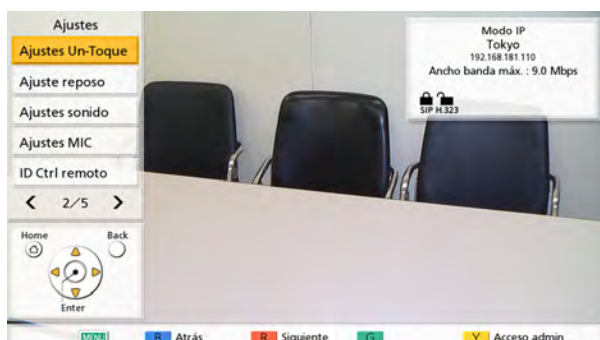 Ajustes
Ajustes Un-Toque
Ajuste reposo
Ajustes sonido
Ajustes MIC
ID Ctrl remoto
2/5
Home
Back
Enter
Modo IP
Tokyo
192.168.181.110
Ancho banda máx. : 9.0 Mbps
SIP H.323
MENU
B Atrás
R Siguiente
G
Y Acceso admin